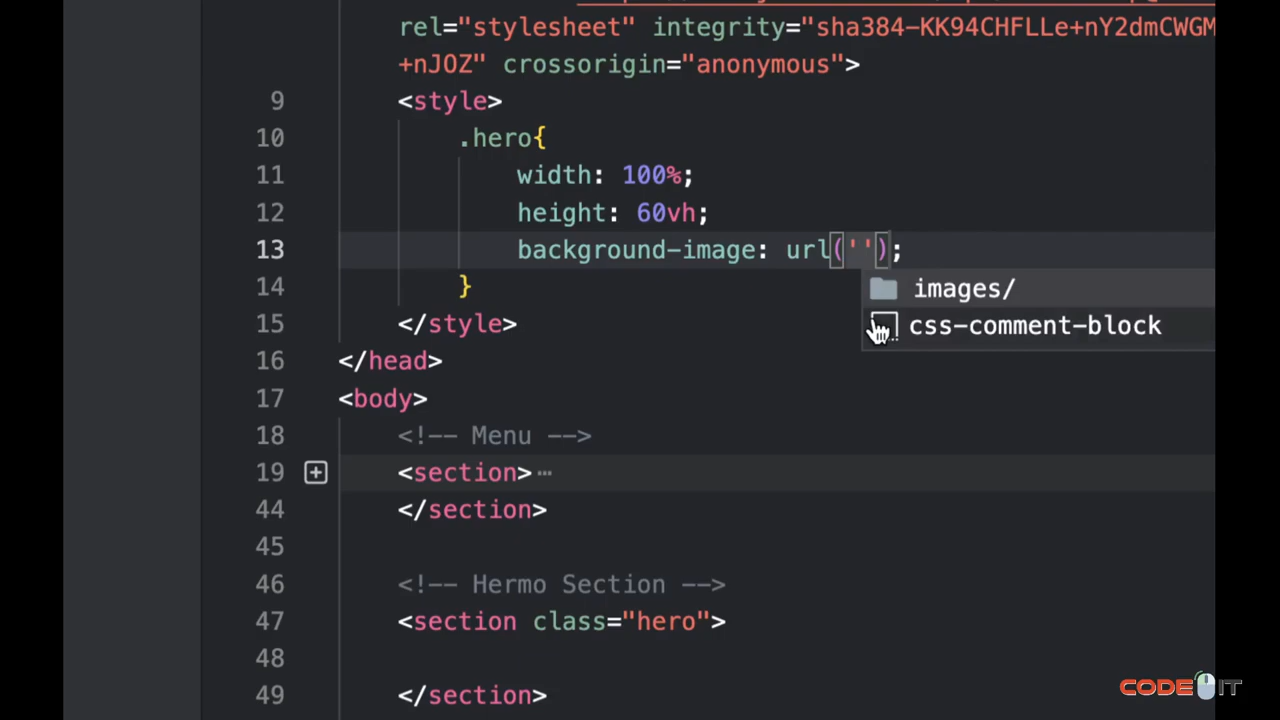 rel="stylesheet" integrity="sha384-KK94CHFLLe+nY2dmCWGM
+nJOZ" crossorigin="anonymous">
9 <style>
10 .hero{
11 width: 100%;
12 height: 60vh;
13 background-image: url('');
images/
14 }
15 </style>
css-comment-block
16 </head>
17 <body>
18 <!-- Menu -->
19 <section> ⋯
44 </section>
45
46 <!-- Hermo Section -->
47 <section class="hero">
48
49 </section>
CODE IT